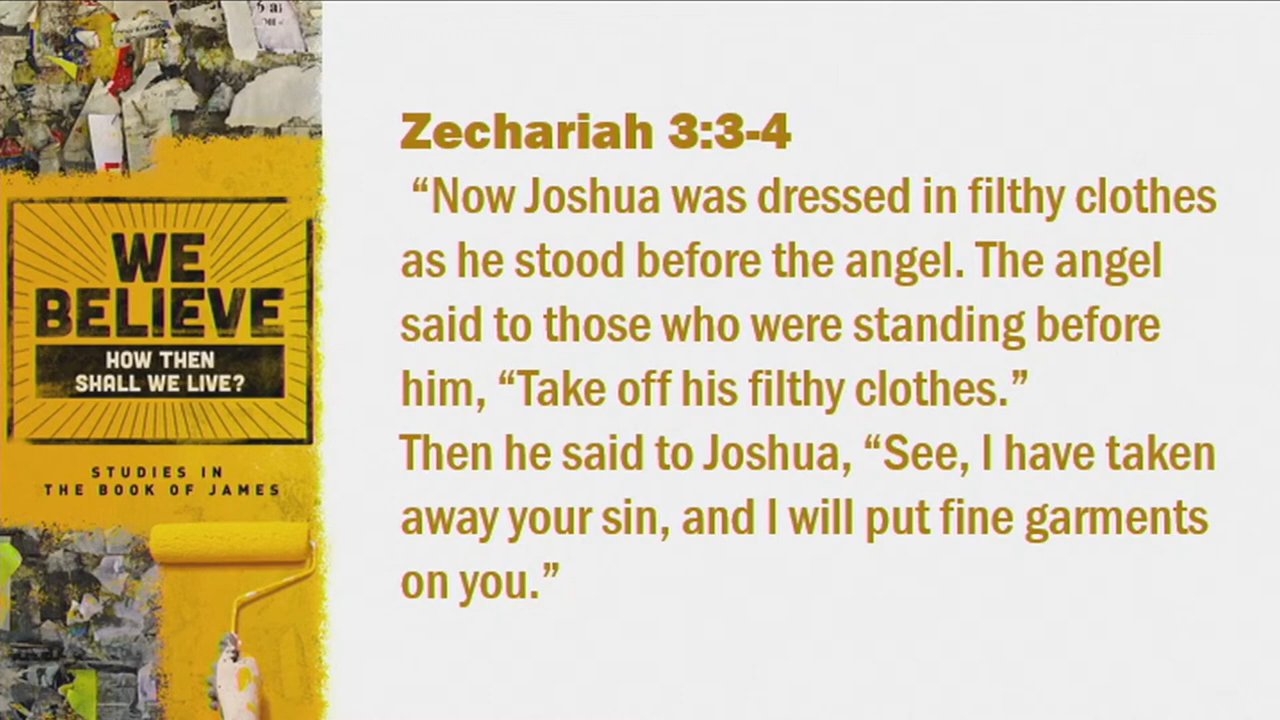 WE
BELIEVE
HOW THEN
SHALL WE LIVE?
STUDIES IN
THE BOOK OF JAMES
Zechariah 3:3-4
“Now Joshua was dressed in filthy clothes
as he stood before the angel. The angel
said to those who were standing before
him, “Take off his filthy clothes.”
Then he said to Joshua, “See, I have taken
away your sin, and I will put fine garments
on you.”